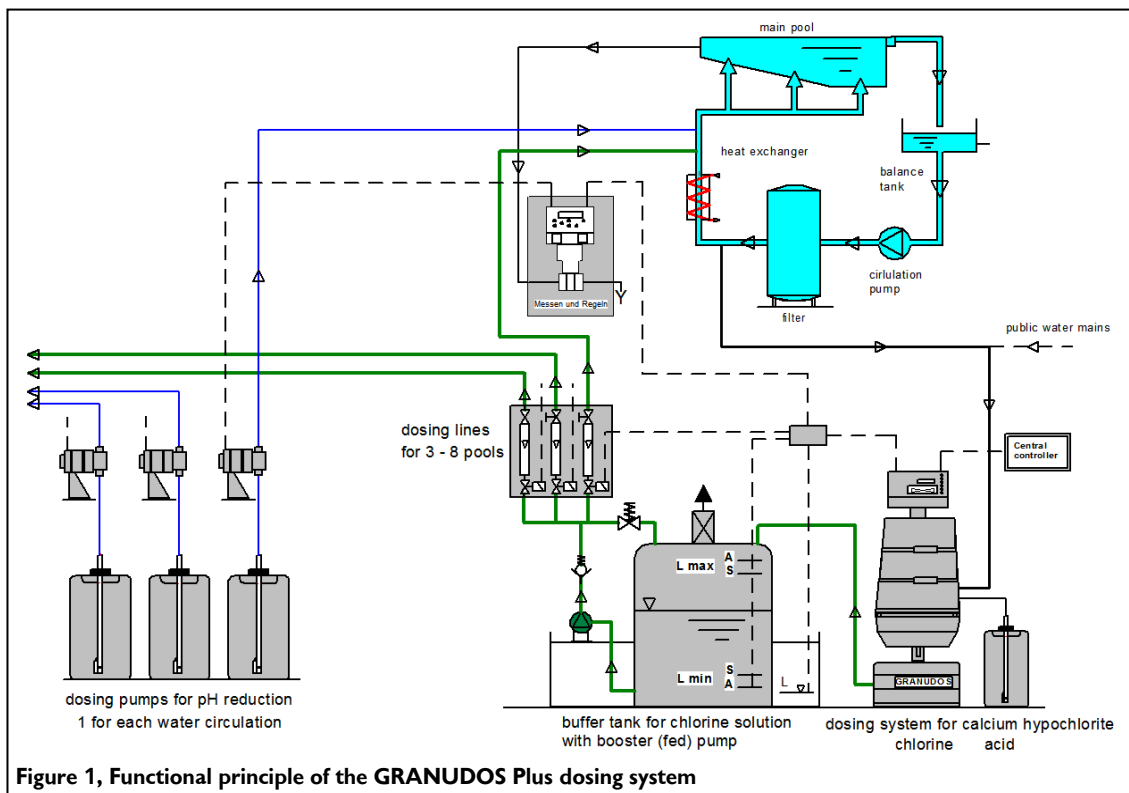 main pool
heat exchanger
balance
tank
cirlulation
pump
filter
Messen und Regeln
public water mains
dosing lines
for 3 - 8 pools
Central
controller
L max
A
S
L min
S
A
L
GRANUDOS
dosing pumps for pH reduction
1 for each water circulation
buffer tank for chlorine solution
with booster (fed) pump
dosing system for calcium hypochlorite
chlorine
acid
Figure 1, Functional principle of the GRANUDOS Plus dosing system